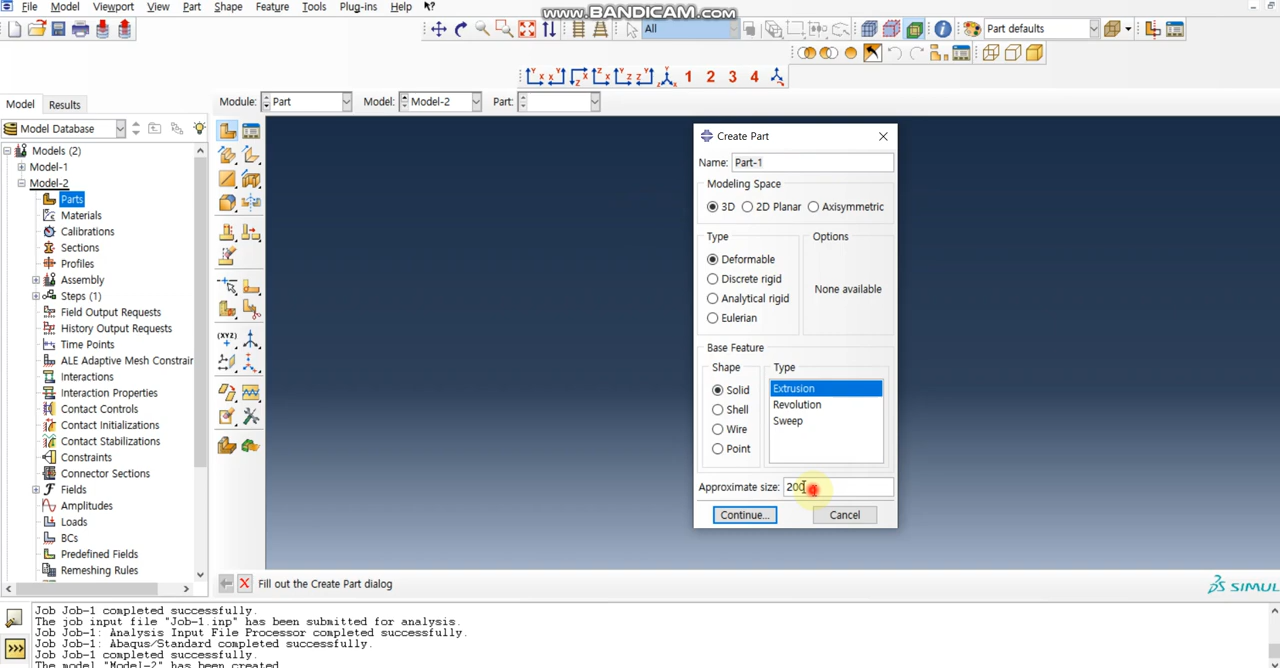 File Model Viewport View Part Shape Feature Tools Plug-ins Help
www.BANDICAM.com
All
Part defaults
1 2 3 4
Model Results
Module: Part Model: Model-2 Part:
Model Database
Models (2)
Model-1
Model-2
Parts
Materials
Calibrations
Sections
Profiles
Assembly
Steps (1)
Field Output Requests
History Output Requests
Time Points
ALE Adaptive Mesh Constrair
Interactions
Interaction Properties
Contact Controls
Contact Initializations
Contact Stabilizations
Constraints
Connector Sections
Fields
Amplitudes
Loads
BCs
Predefined Fields
Remeshing Rules
(XYZ)
Create Part
Name: Part-1
Modeling Space
3D 2D Planar Axisymmetric
Type
Deformable
Discrete rigid
Analytical rigid
Eulerian
Options
None available
Base Feature
Shape
Solid
Shell
Wire
Point
Type
Extrusion
Revolution
Sweep
Approximate size: 200
Continue... Cancel
Fill out the Create Part dialog
SIMUL
Job Job-1 completed successfully.
The job input file "Job-1.inp" has been submitted for analysis.
Job Job-1: Analysis Input File Processor completed successfully.
Job Job-1: Abaqus/Standard completed successfully.
Job Job-1 completed successfully.
The model "Model-2" has been created.